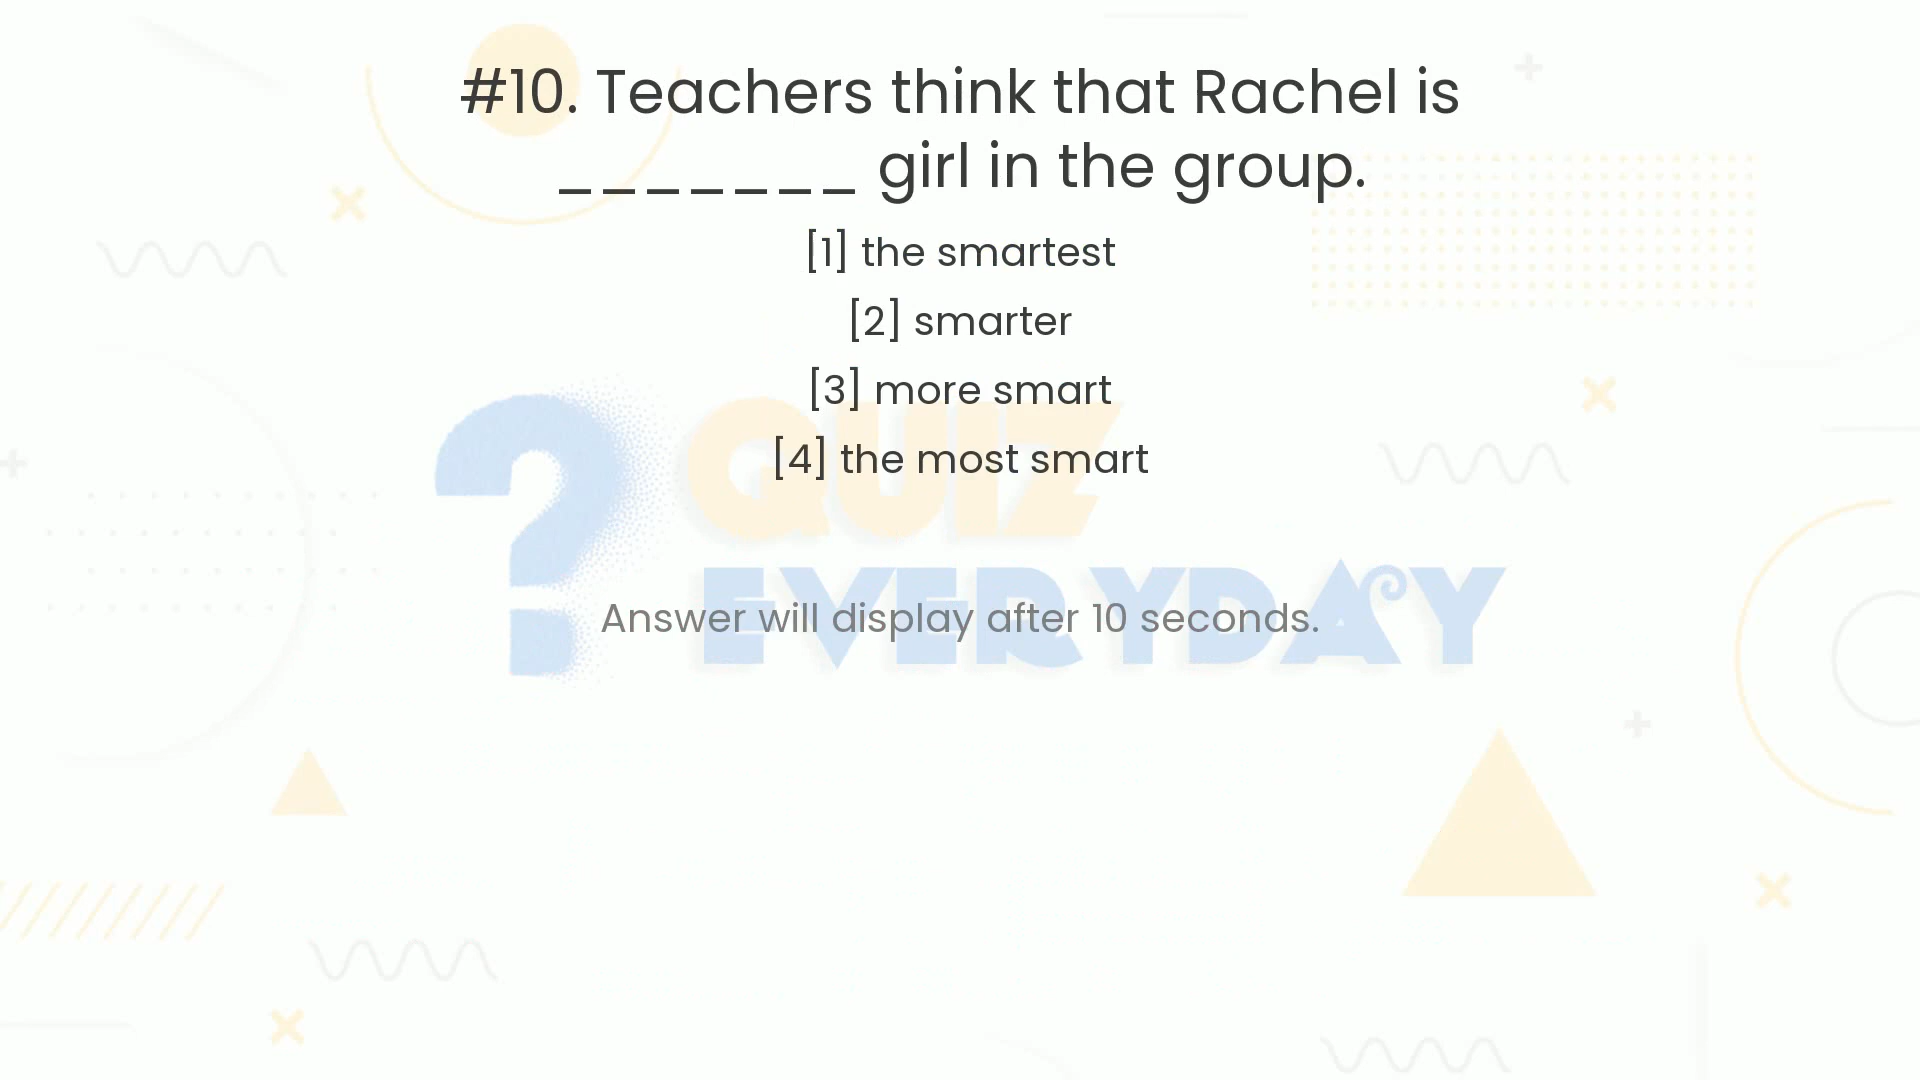 #10. Teachers think that Rachel is
_______ girl in the group.
[1] the smartest
[2] smarter
[3] more smart
[4] the most smart
? QUIZ
EVERYDAY
Answer will display after 10 seconds.